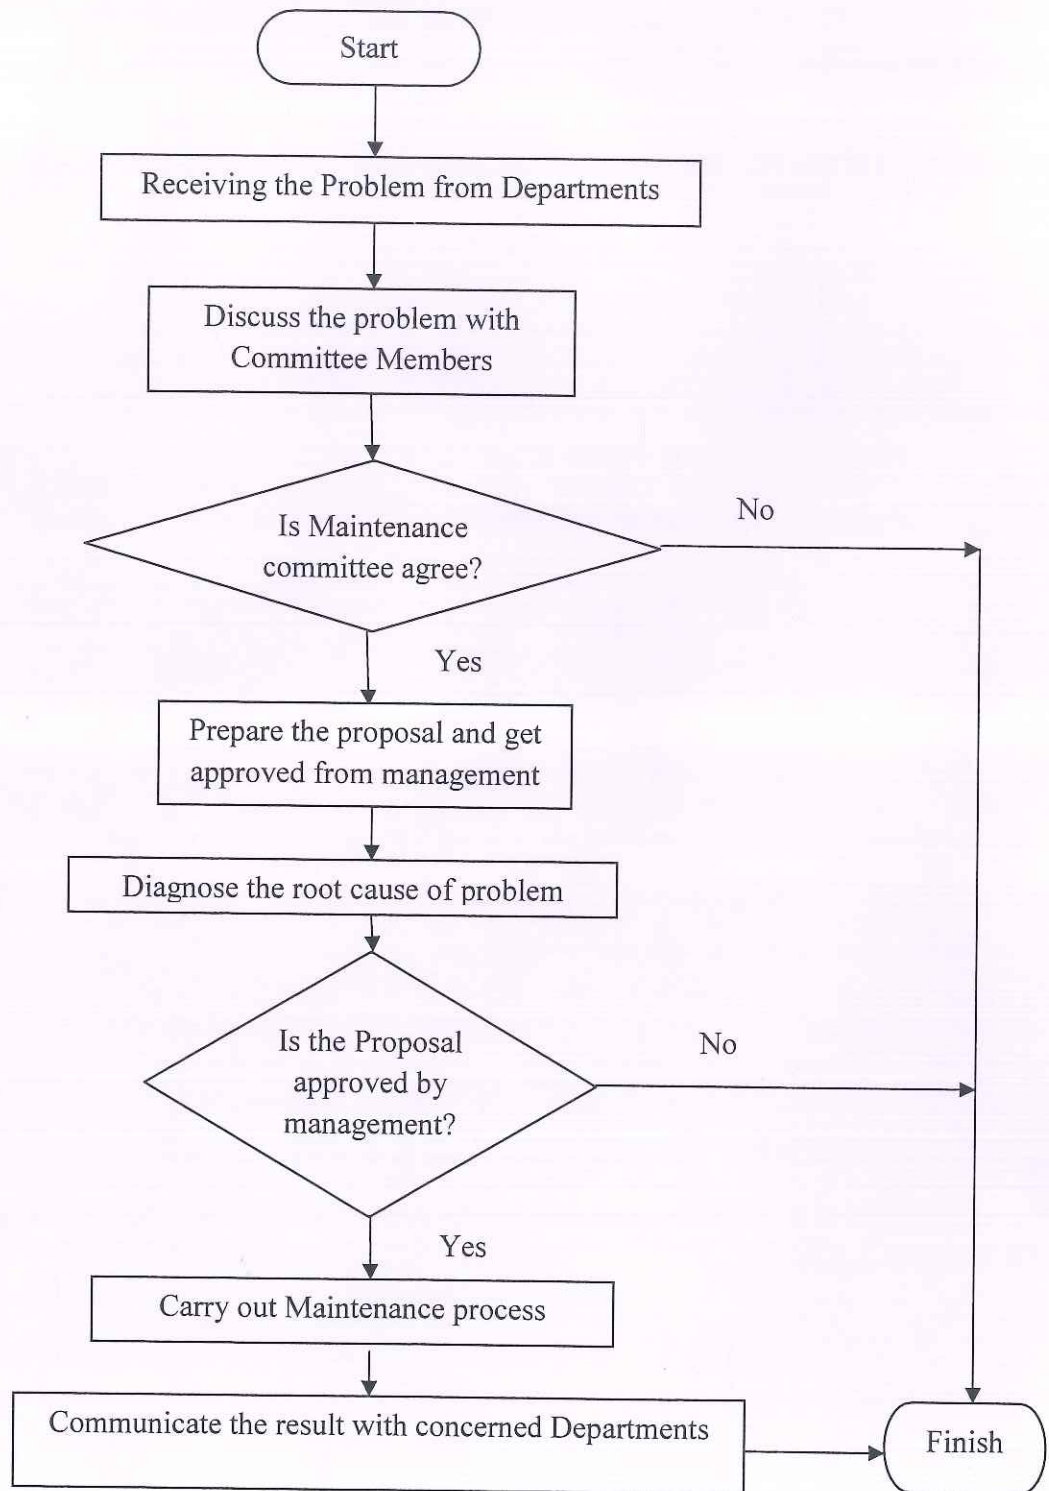 Start
Receiving the Problem from Departments
Discuss the problem with
Committee Members
Is Maintenance
committee agree?
No
Yes
Prepare the proposal and get
approved from management
Diagnose the root cause of problem
Is the Proposal
approved by
management?
No
Yes
Carry out Maintenance process
Communicate the result with concerned Departments
Finish